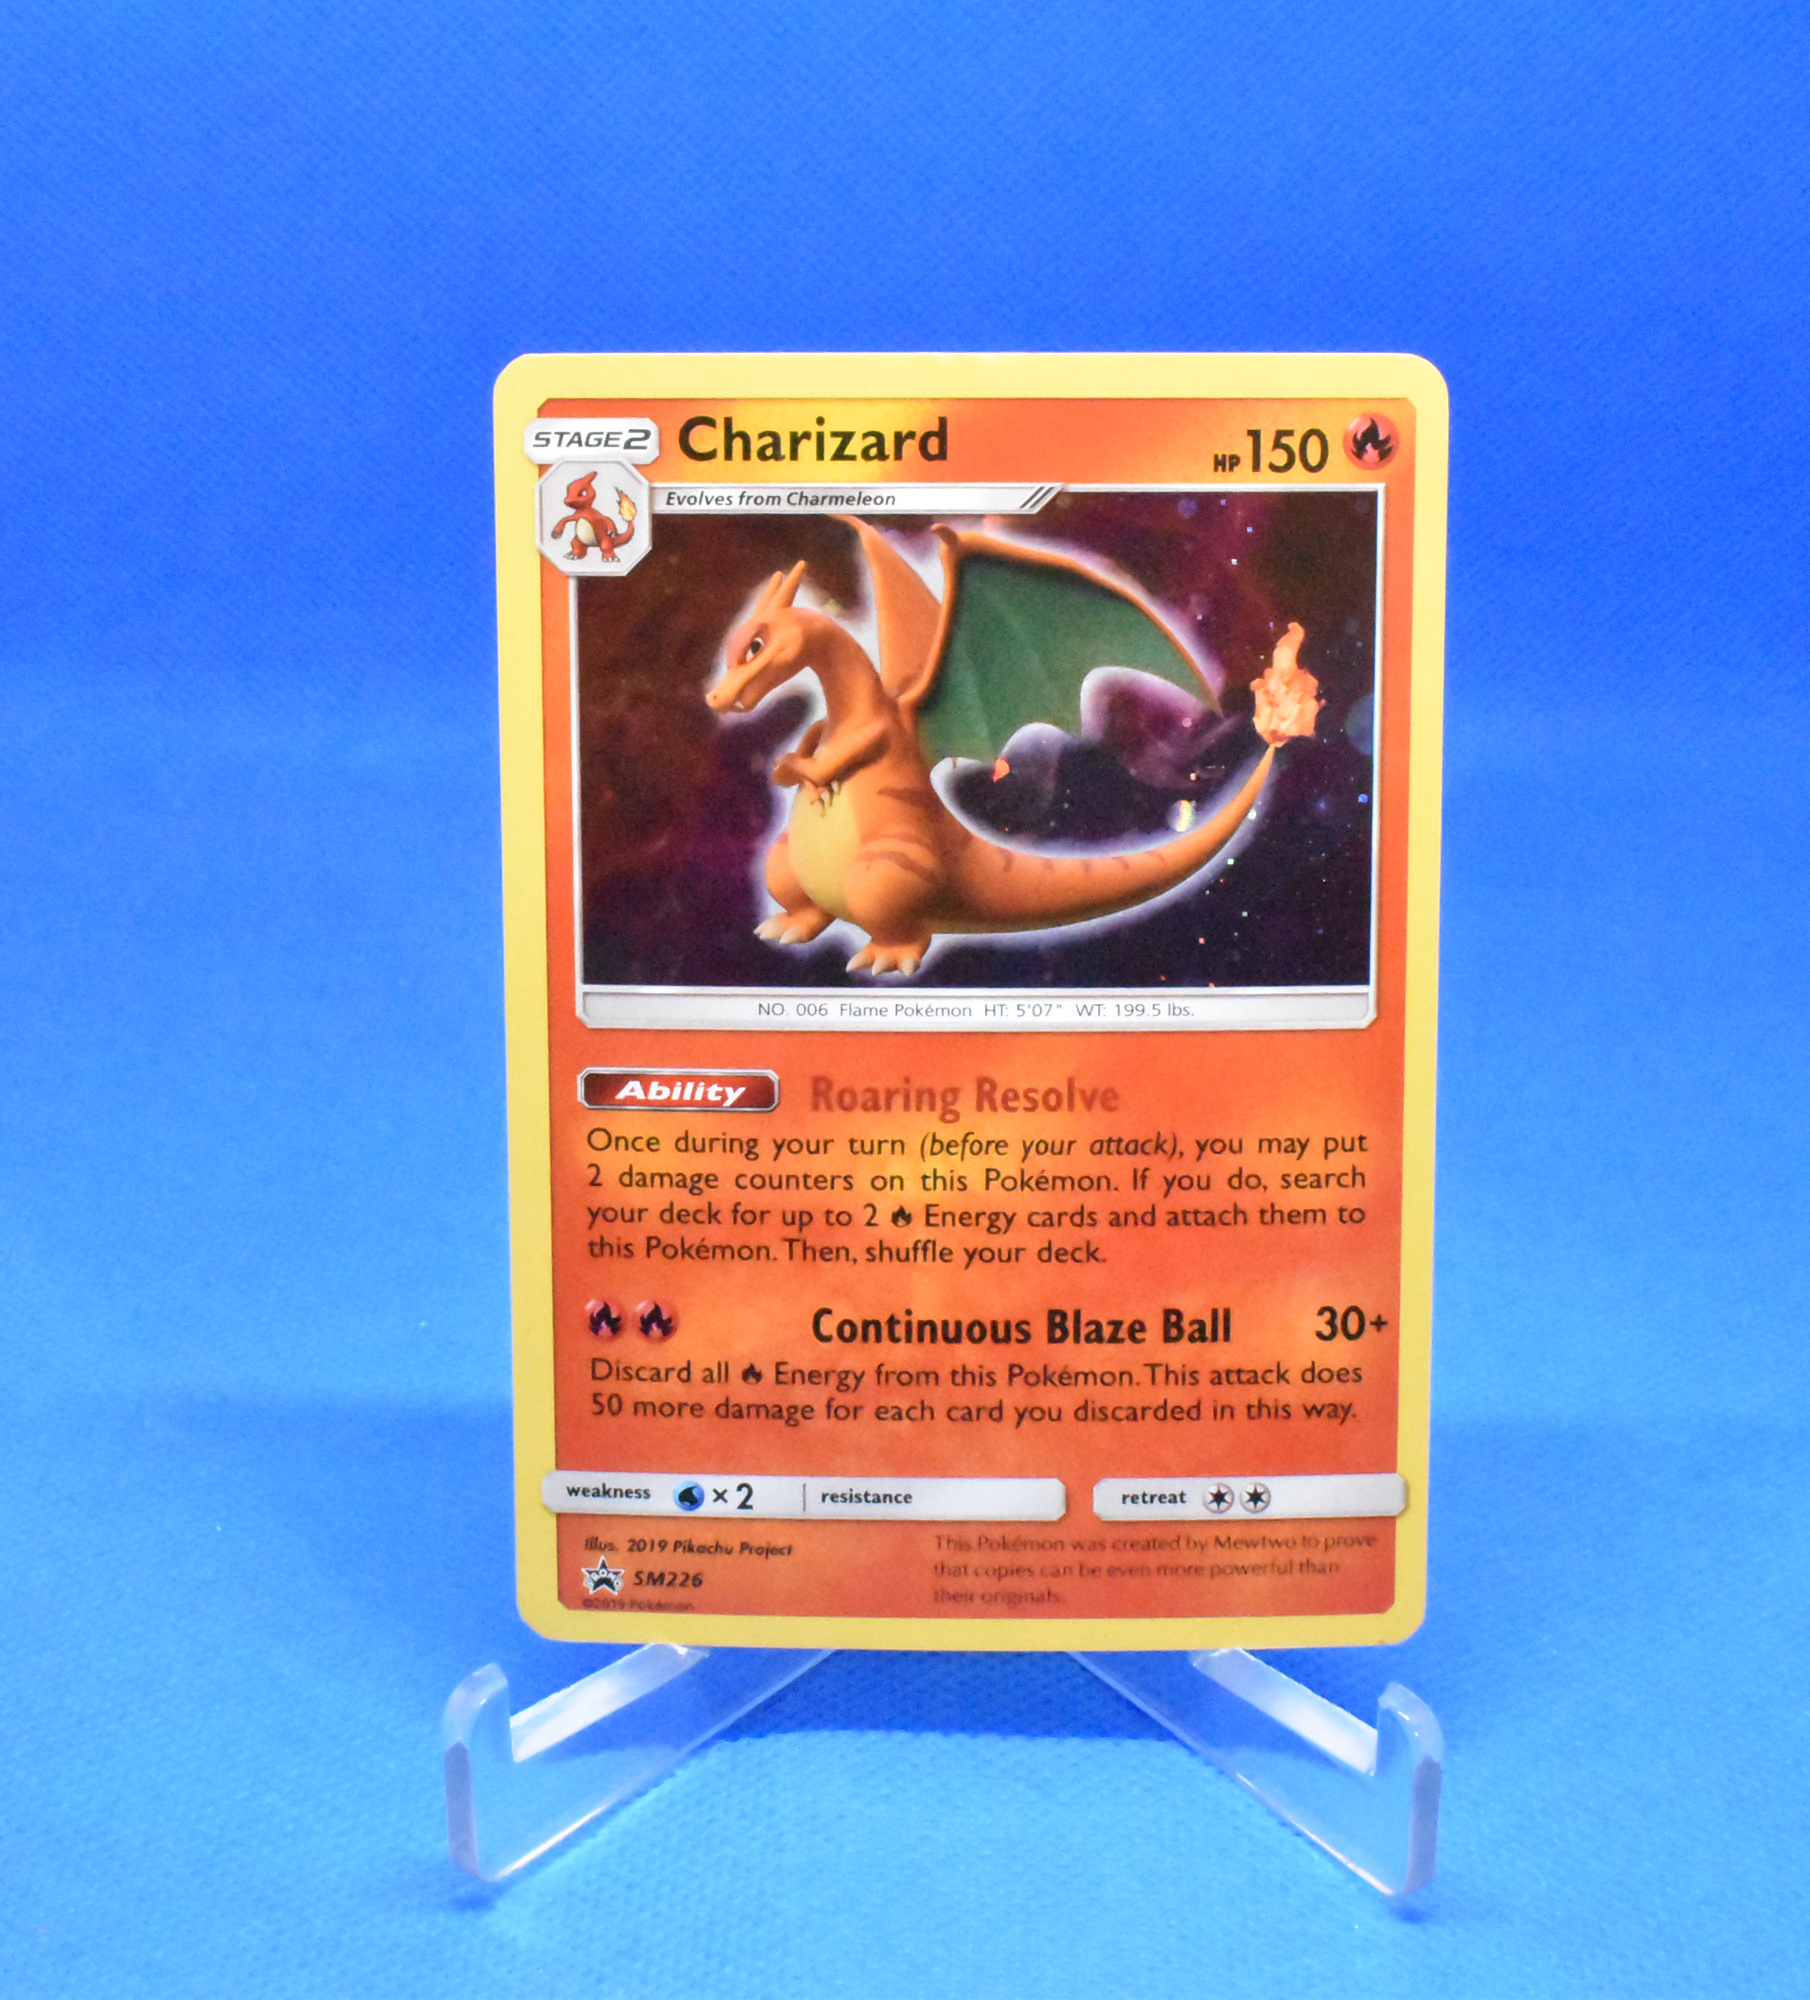 STAGE2 Charizard HP150
Evolves from Charmeleon
NO. 006 Flame Pokémon HT: 5'07" WT: 199.5 lbs.
Ability Roaring Resolve
Once during your turn (before your attack), you may put
2 damage counters on this Pokémon. If you do, search
your deck for up to 2 Energy cards and attach them to
this Pokémon. Then, shuffle your deck.
Continuous Blaze Ball 30+
Discard all Energy from this Pokémon. This attack does
50 more damage for each card you discarded in this way.
weakness ×2 resistance retreat
Illus. 2019 Pikachu Project
PROMO SM226
©2019 Pokémon
This Pokémon was created by Mewtwo to prove
that copies can be even more powerful than
their originals.